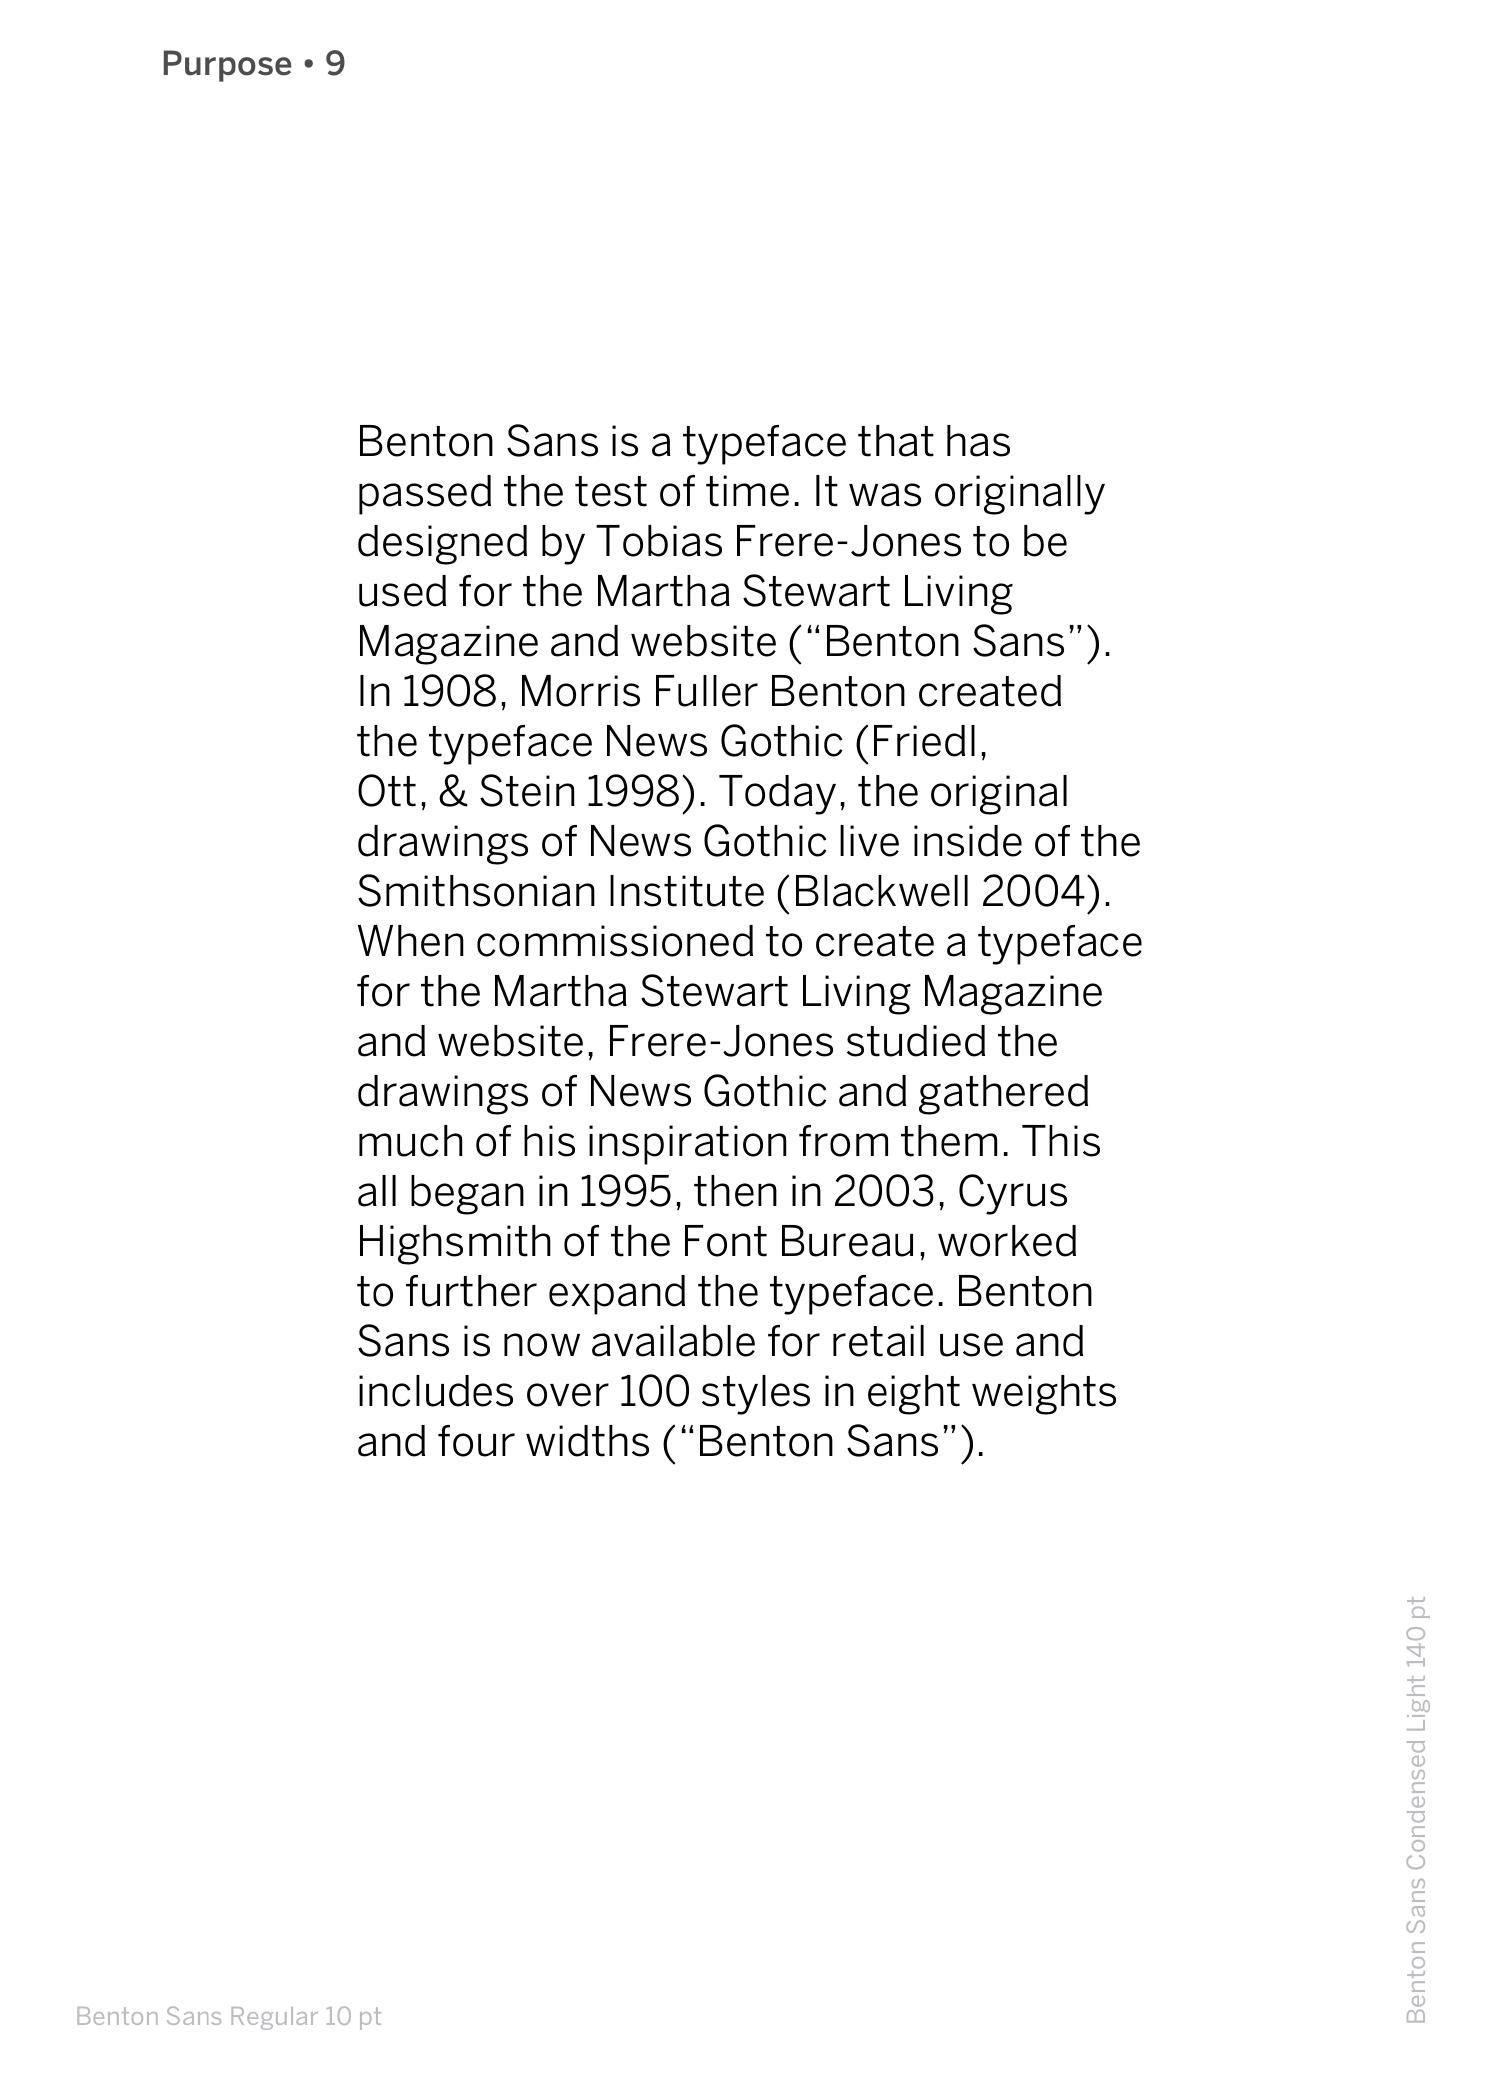 Purpose • 9
Benton Sans is a typeface that has
passed the test of time. It was originally
designed by Tobias Frere-Jones to be
used for the Martha Stewart Living
Magazine and website (“Benton Sans”).
In 1908, Morris Fuller Benton created
the typeface News Gothic (Friedl,
Ott, & Stein 1998). Today, the original
drawings of News Gothic live inside of the
Smithsonian Institute (Blackwell 2004).
When commissioned to create a typeface
for the Martha Stewart Living Magazine
and website, Frere-Jones studied the
drawings of News Gothic and gathered
much of his inspiration from them. This
all began in 1995, then in 2003, Cyrus
Highsmith of the Font Bureau, worked
to further expand the typeface. Benton
Sans is now available for retail use and
includes over 100 styles in eight weights
and four widths (“Benton Sans”).
Benton Sans Condensed Light 140 pt
Benton Sans Regular 10 pt